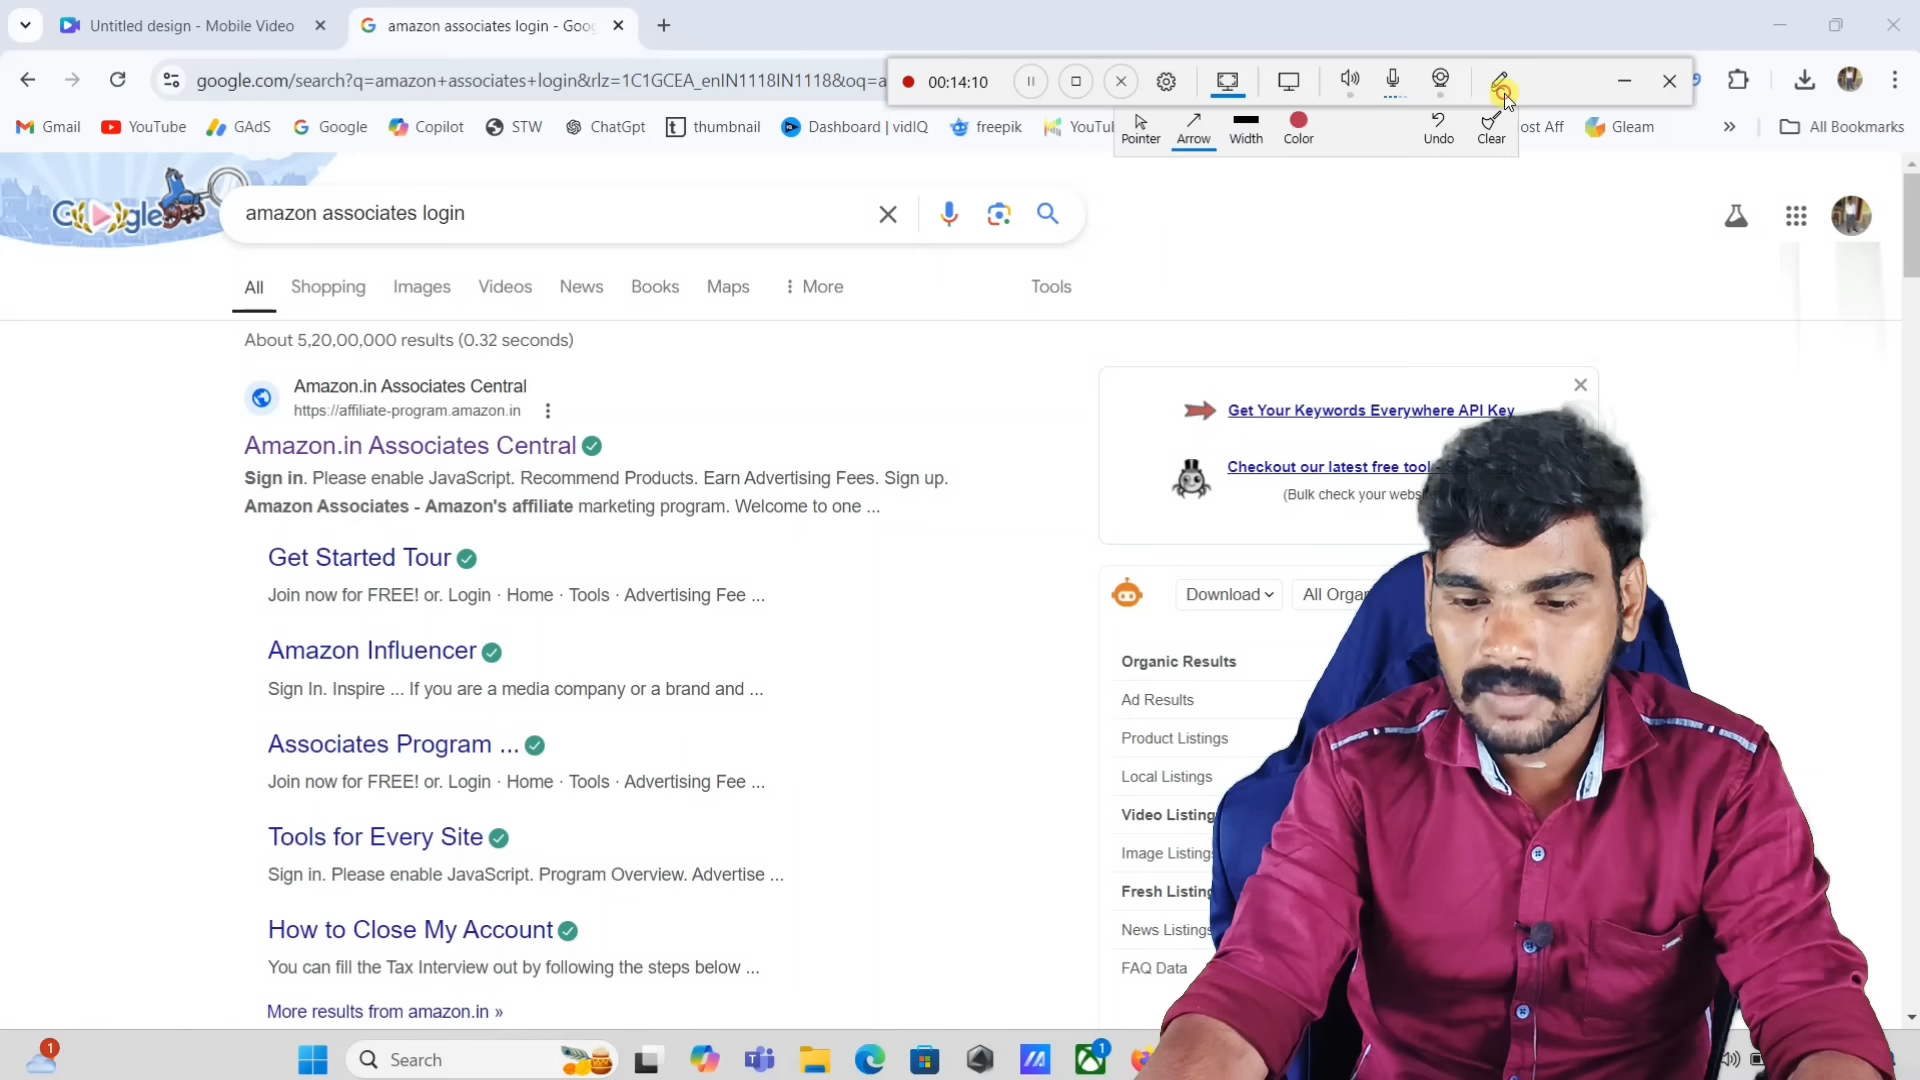 Untitled design - Mobile Video
amazon associates login - Goo
google.com/search?q=amazon+associates+login&rlz=1C1GCEA_enIN1118IN1118&oq=a
00:14:10
Gmail
YouTube
GAdS
Google
Copilot
STW
ChatGpt
thumbnail
Dashboard | vidIQ
freepik
YouTu
Pointer
Arrow
Width
Color
Undo
Clear
ost Aff
Gleam
»
All Bookmarks
amazon associates login
All
Shopping
Images
Videos
News
Books
Maps
More
Tools
About 5,20,00,000 results (0.32 seconds)
Amazon.in Associates Central
https://affiliate-program.amazon.in
Amazon.in Associates Central
Sign in. Please enable JavaScript. Recommend Products. Earn Advertising Fees. Sign up.
Amazon Associates - Amazon's affiliate marketing program. Welcome to one ...
Get Started Tour
Join now for FREE! or. Login · Home · Tools · Advertising Fee ...
Amazon Influencer
Sign In. Inspire ... If you are a media company or a brand and ...
Associates Program ...
Join now for FREE! or. Login · Home · Tools · Advertising Fee ...
Tools for Every Site
Sign in. Please enable JavaScript. Program Overview. Advertise ...
How to Close My Account
You can fill the Tax Interview out by following the steps below ...
More results from amazon.in »
Get Your Keywords Everywhere API Key
Checkout our latest free tool -
(Bulk check your websi
Download
All Orga
Organic Results
Ad Results
Product Listings
Local Listings
Video Listing
Image Listing
Fresh Listing
News Listings
FAQ Data
1
Search
1